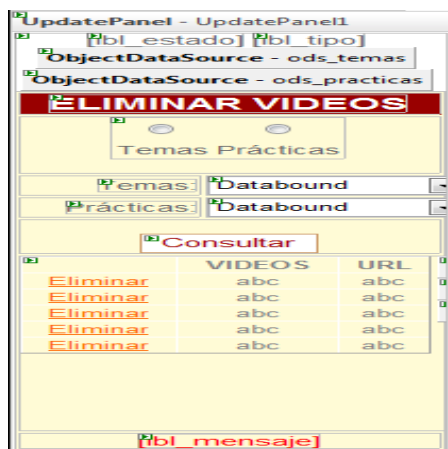 UpdatePanel - UpdatePanel1
[lbl_estado] [lbl_tipo]
ObjectDataSource - ods_temas
ObjectDataSource - ods_practicas
ELIMINAR VIDEOS
Temas Prácticas
Temas: Databound
Prácticas: Databound
Consultar
VIDEOS URL
Eliminar abc abc
Eliminar abc abc
Eliminar abc abc
Eliminar abc abc
Eliminar abc abc
[lbl_mensaje]